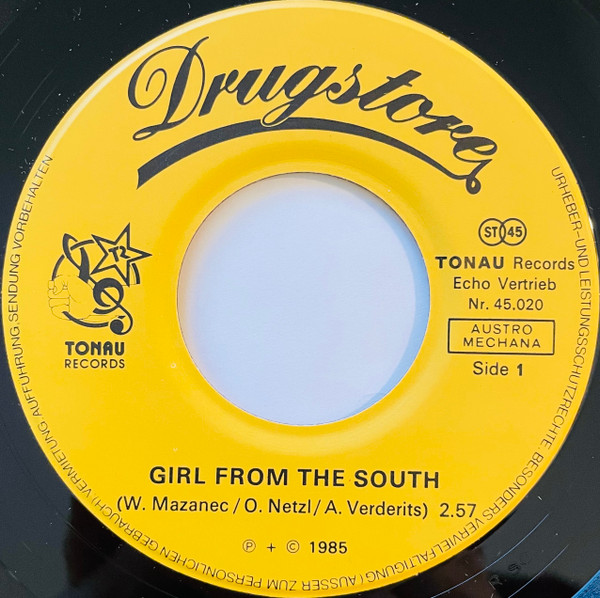 Drugstore
ST 45
TONAU Records
Echo Vertrieb
Nr. 45.020
AUSTRO
MECHANA
Side 1
TR
TONAU
RECORDS
GIRL FROM THE SOUTH
(W. Mazanec / O. Netzl / A. Verderits) 2.57
℗ + © 1985
URHEBER-UND LEISTUNGSSCHUTZRECHTE BESONDERS VERVIELFÄLTIGUNG (AUSSER ZUM PERSÖNLICHEN GEBRAUCH) VERMIETUNG AUFFÜHRUNG SENDUNG VORBEHALTEN